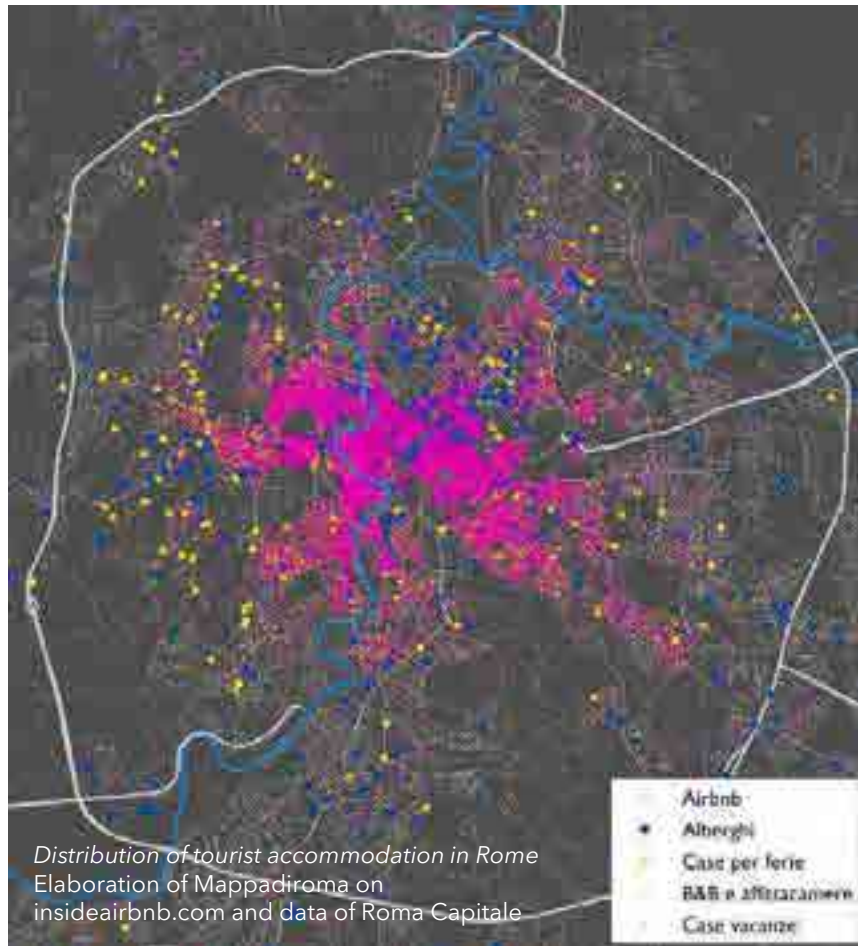 Airbnb
Alberghi
Case per ferie
B&B e affittacamere
Case vacanze
Distribution of tourist accommodation in Rome
Elaboration of Mappadiroma on
insideairbnb.com and data of Roma Capitale